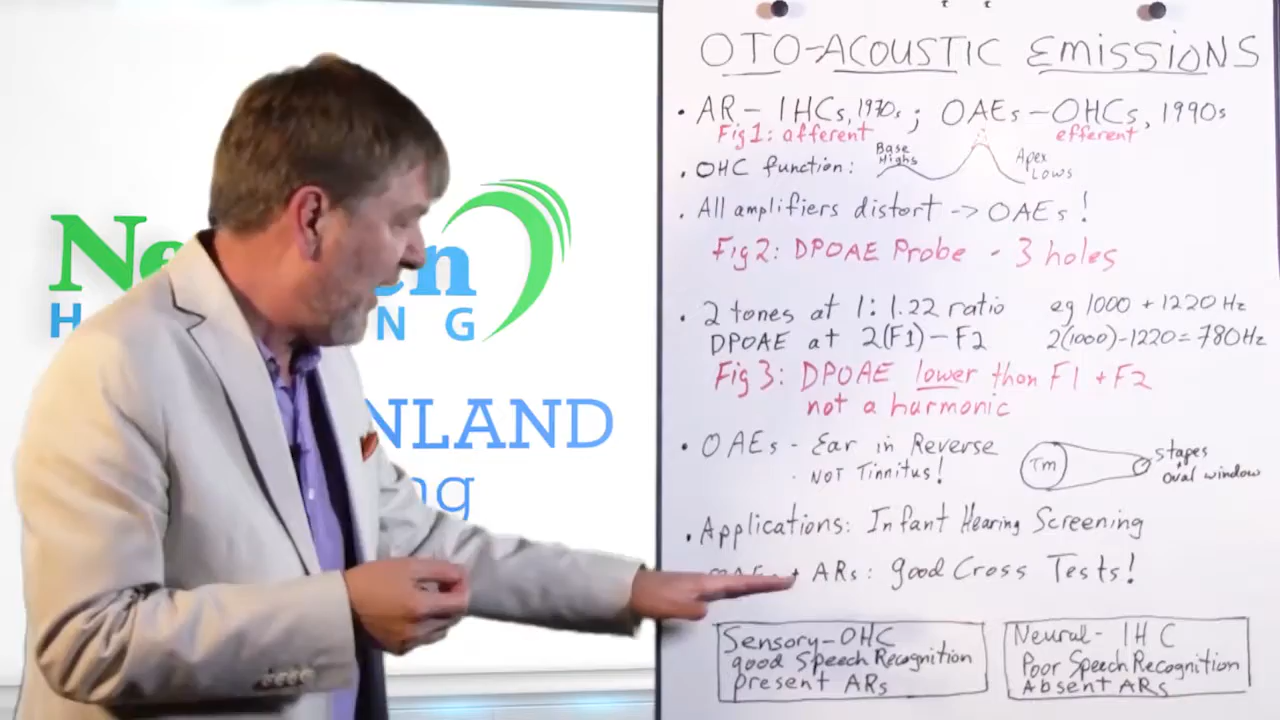 OTO-ACOUSTIC EMISSIONS
• AR – IHCs, 1970s ; OAEs – OHCs, 1990s
Fig 1: afferent efferent
• OHC function: Base Highs Apex Lows
• All amplifiers distort -> OAEs!
Fig 2: DPOAE Probe - 3 holes
• 2 tones at 1: 1.22 ratio eg 1000 + 1220 Hz
DPOAE at 2(F1) – F2 2(1000)-1220 = 780Hz
Fig 3: DPOAE lower than F1 + F2
not a harmonic
• OAEs - Ear in Reverse
· NOT Tinnitus!
TM
stapes
oval window
• Applications: Infant Hearing Screening
+ ARs: good Cross Tests!
Sensory-OHC
good Speech Recognition
present ARs
Neural- IHC
Poor Speech Recognition
Absent ARs
NLAND